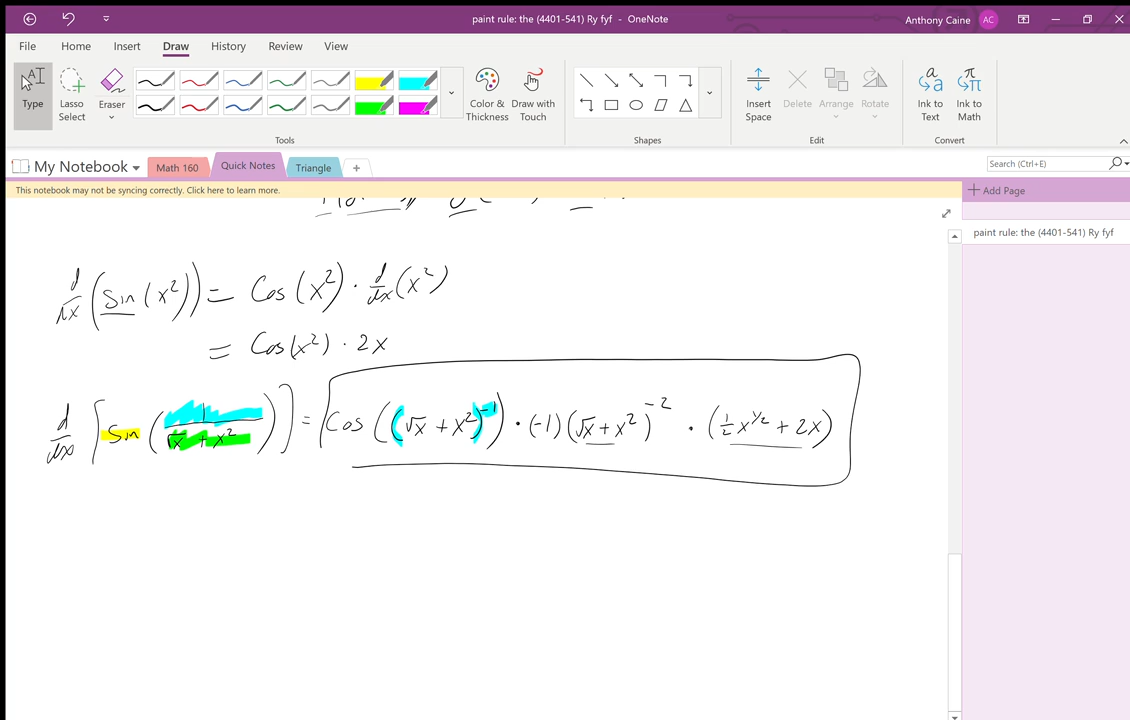 paint rule: the (4401-541) Ry fyf - OneNote
Anthony Caine AC
File Home Insert Draw History Review View
Type
Lasso Select
Eraser
Color & Thickness
Draw with Touch
Insert Space
Delete
Arrange
Rotate
Ink to Text
Ink to Math
Tools Shapes Edit Convert
My Notebook Math 160 Quick Notes Triangle +
Search (Ctrl+E)
This notebook may not be syncing correctly. Click here to learn more.
Add Page
paint rule: the (4401-541) Ry fyf
d/dx (sin(x²)) = Cos(x²) · d/dx(x²)
= Cos(x²) · 2x
d/dx [sin(1/(√x + x²))] = Cos((√x + x²)⁻¹) · (-1)(√x + x²)⁻² · (½x^½ + 2x)